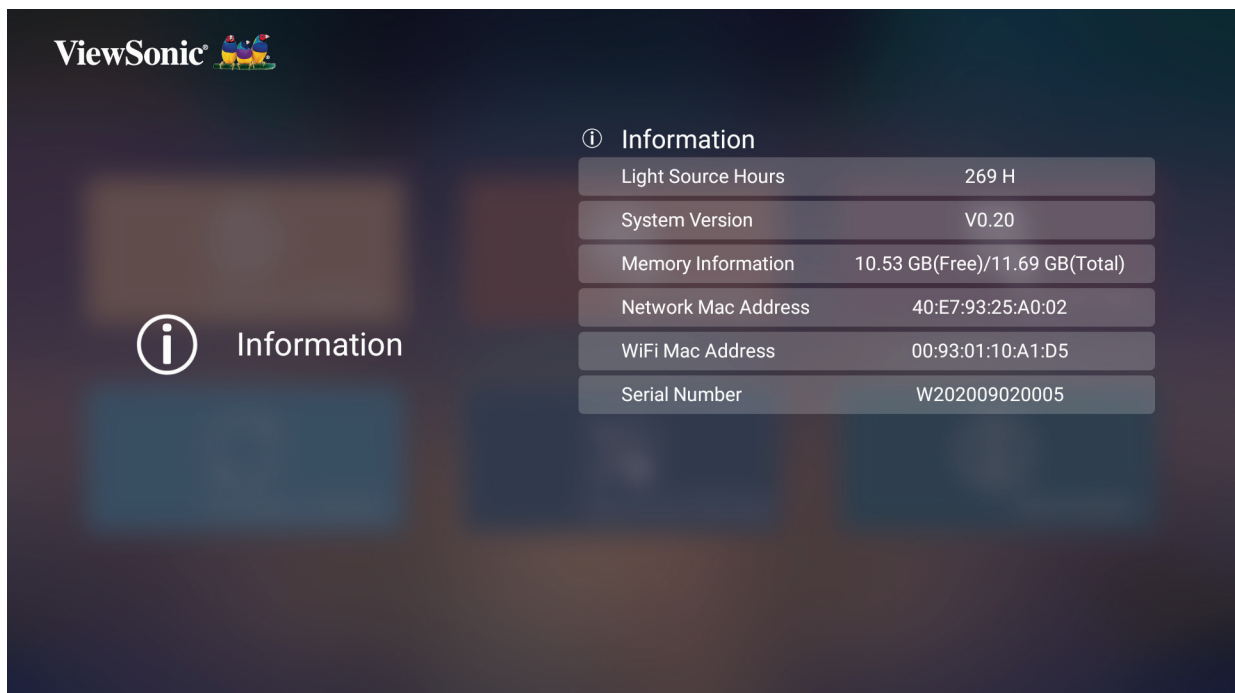 ViewSonic®
Information
Light Source Hours 269 H
System Version V0.20
Memory Information 10.53 GB(Free)/11.69 GB(Total)
Network Mac Address 40:E7:93:25:A0:02
Information
WiFi Mac Address 00:93:01:10:A1:D5
Serial Number W202009020005